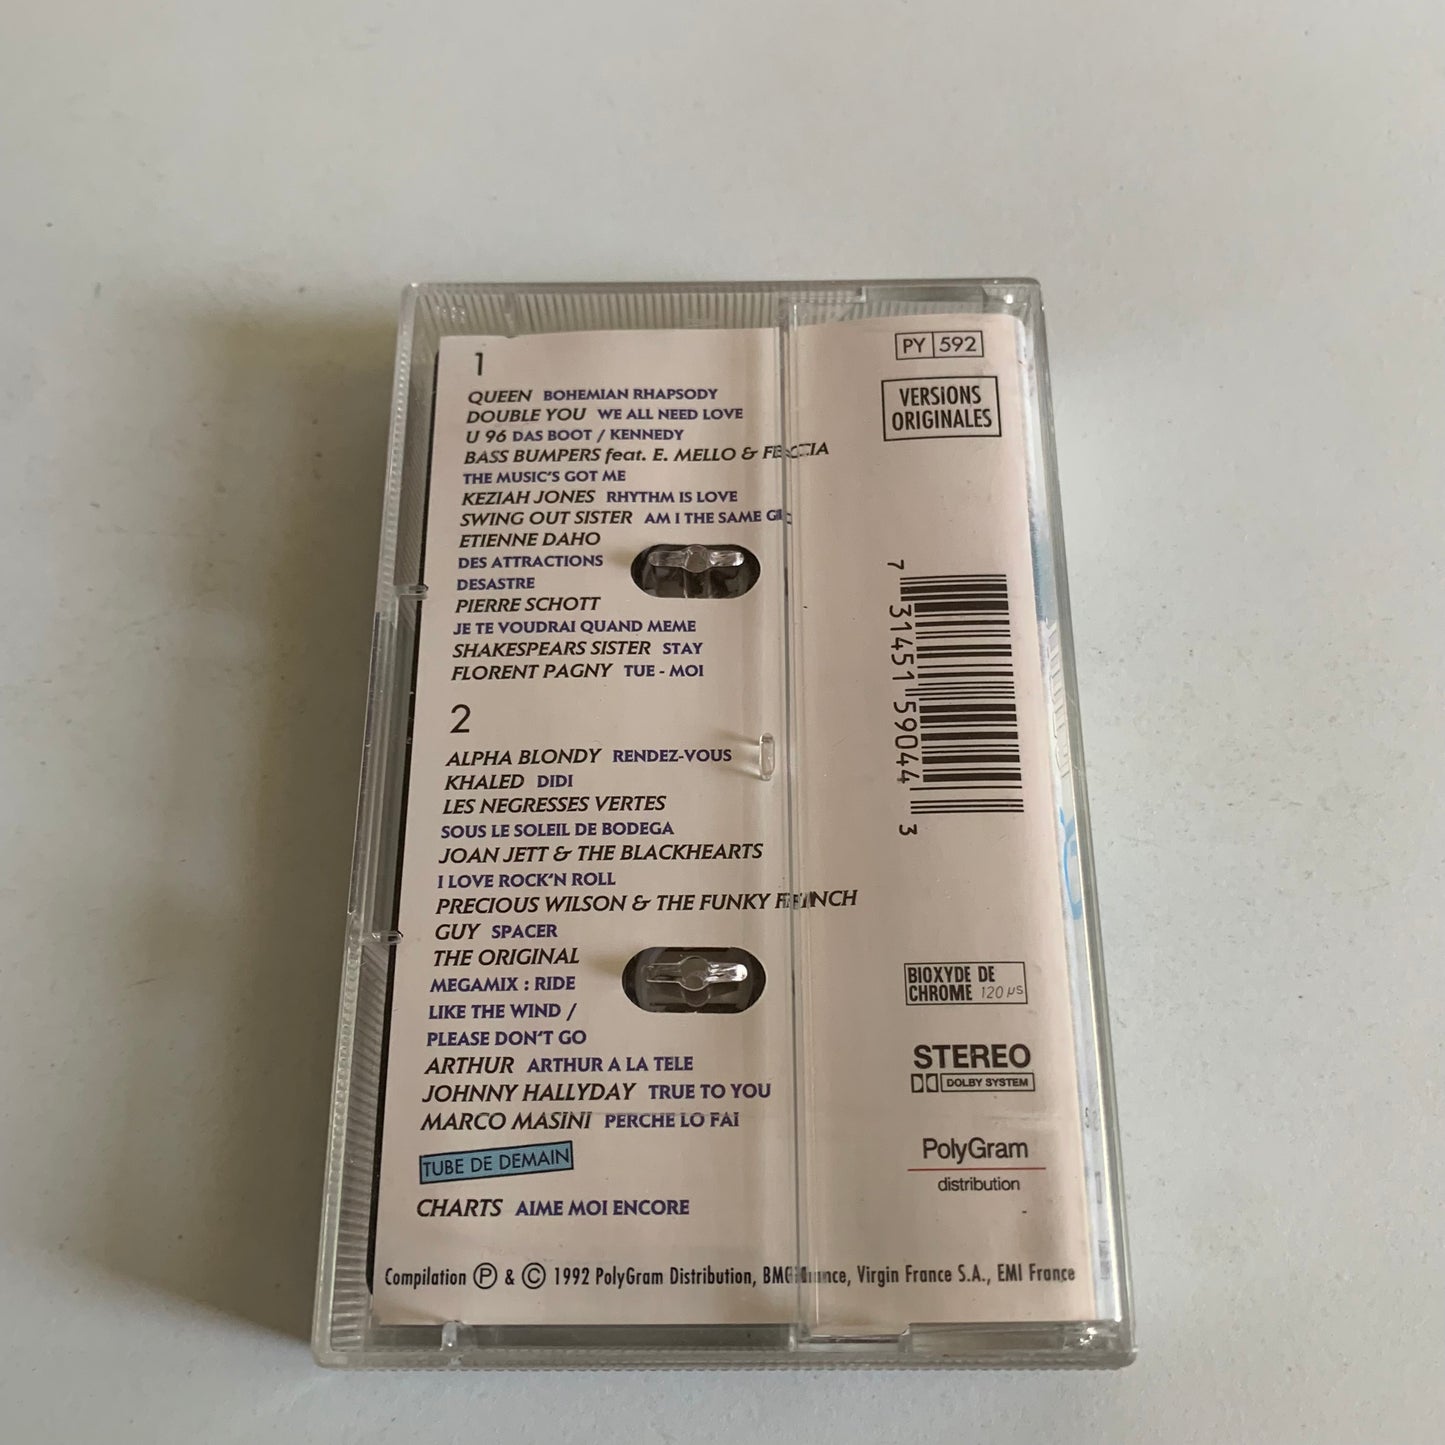 1
QUEEN BOHEMIAN RHAPSODY
DOUBLE YOU WE ALL NEED LOVE
U 96 DAS BOOT / KENNEDY
BASS BUMPERS feat. E. MELLO &
THE MUSIC'S GOT ME
KEZIAH JONES RHYTHM IS LOVE
SWING OUT SISTER AM I THE SAME
ETIENNE DAHO
DES ATTRACTIONS
DESASTRE
PIERRE SCHOTT
JE TE VOUDRAI QUAND MEME
SHAKESPEARS SISTER STAY
FLORENT PAGNY TUE - MOI
2
ALPHA BLONDY RENDEZ-VOUS
KHALED DIDI
LES NEGRESSES VERTES
SOUS LE SOLEIL DE BODEGA
JOAN JETT & THE BLACKHEARTS
I LOVE ROCK'N ROLL
PRECIOUS WILSON & THE FUNKY FRENCH
GUY SPACER
THE ORIGINAL
MEGAMIX : RIDE
LIKE THE WIND /
PLEASE DON'T GO
ARTHUR ARTHUR A LA TELE
JOHNNY HALLYDAY TRUE TO YOU
MARCO MASINI PERCHE LO FAI
TUBE DE DEMAIN
CHARTS AIME MOI ENCORE
Compilation Ⓟ & © 1992 PolyGram Distribution, BMG France, Virgin France S.A., EMI France
PY 592
VERSIONS
ORIGINALES
7 31451 59044 3
BIOXYDE DE
CHROME 120 µs
STEREO
DOLBY SYSTEM
PolyGram
distribution